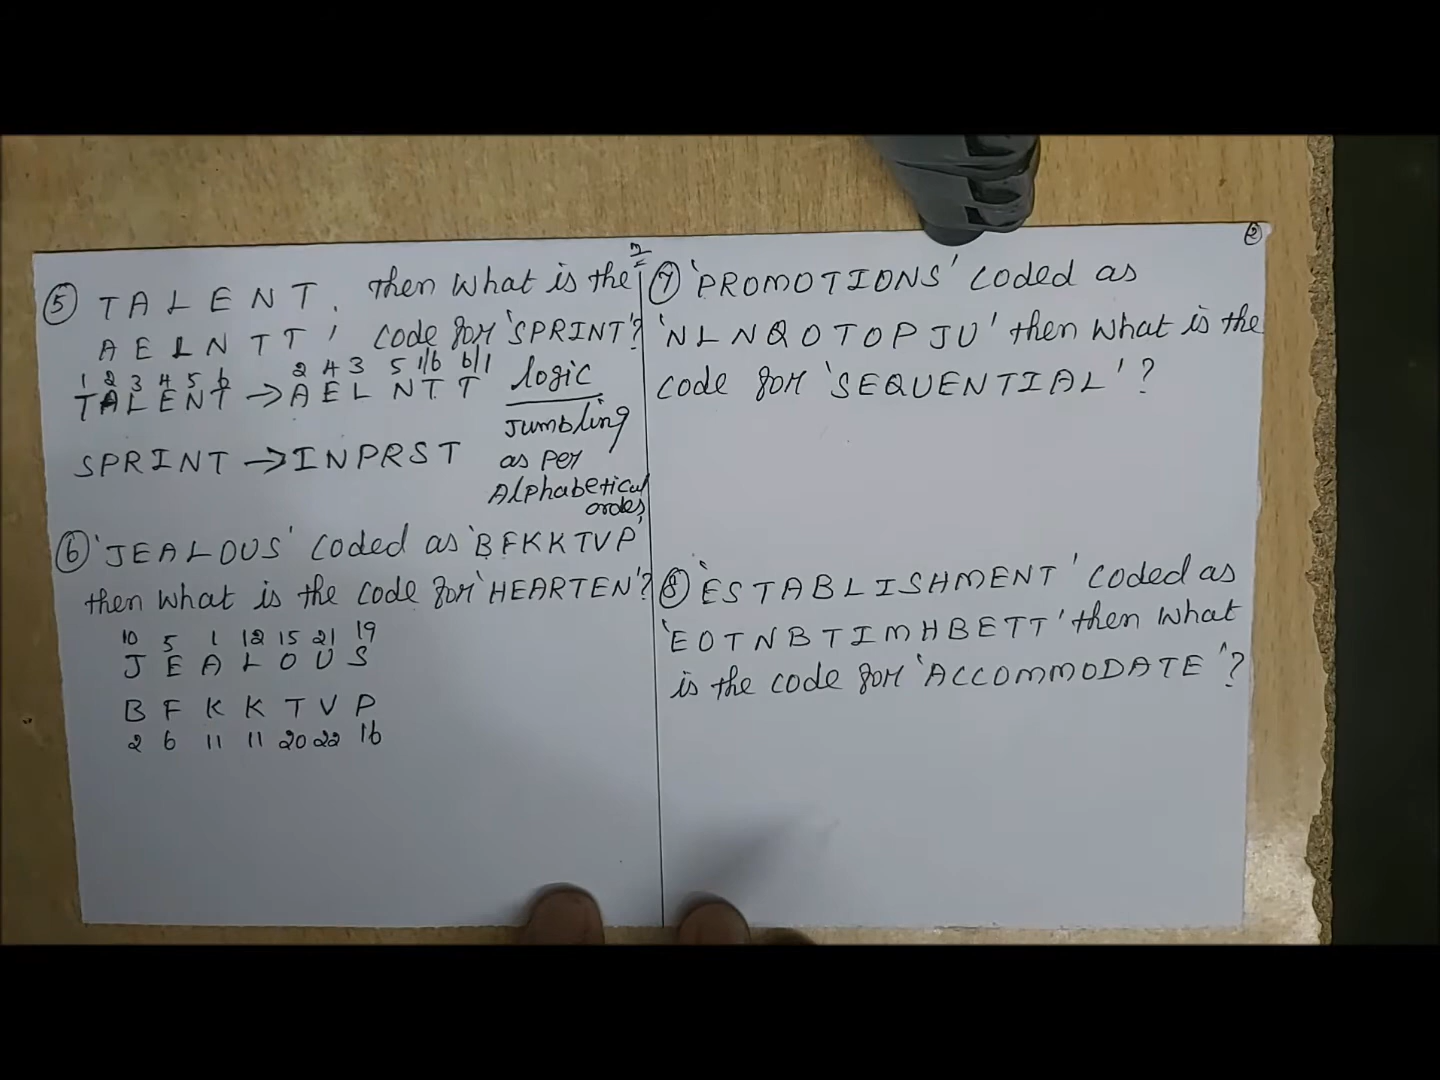 ②
⑤ TALENT, then what is the
AELNTT, code for 'SPRINT'?
1 2 3 4 5 6 2 4 3 5 1/6 6/1
TALENT → AELNTT
logic
Jumbling
as per
Alphabetical
order
SPRINT → INPRST
⑥ 'JEALOUS' coded as 'BFKKTVP'
then what is the code for 'HEARTEN'?
10 5 1 12 15 21 19
J E A L O U S
B F K K T V P
2 6 11 11 20 22 16
⑦ 'PROMOTIONS' coded as
'NLNQOTOPJU' then what is the
code for 'SEQUENTIAL'?
⑧ 'ESTABLISHMENT' coded as
'EOTNBTIMHBETT' then what
is the code for 'ACCOMMODATE'?